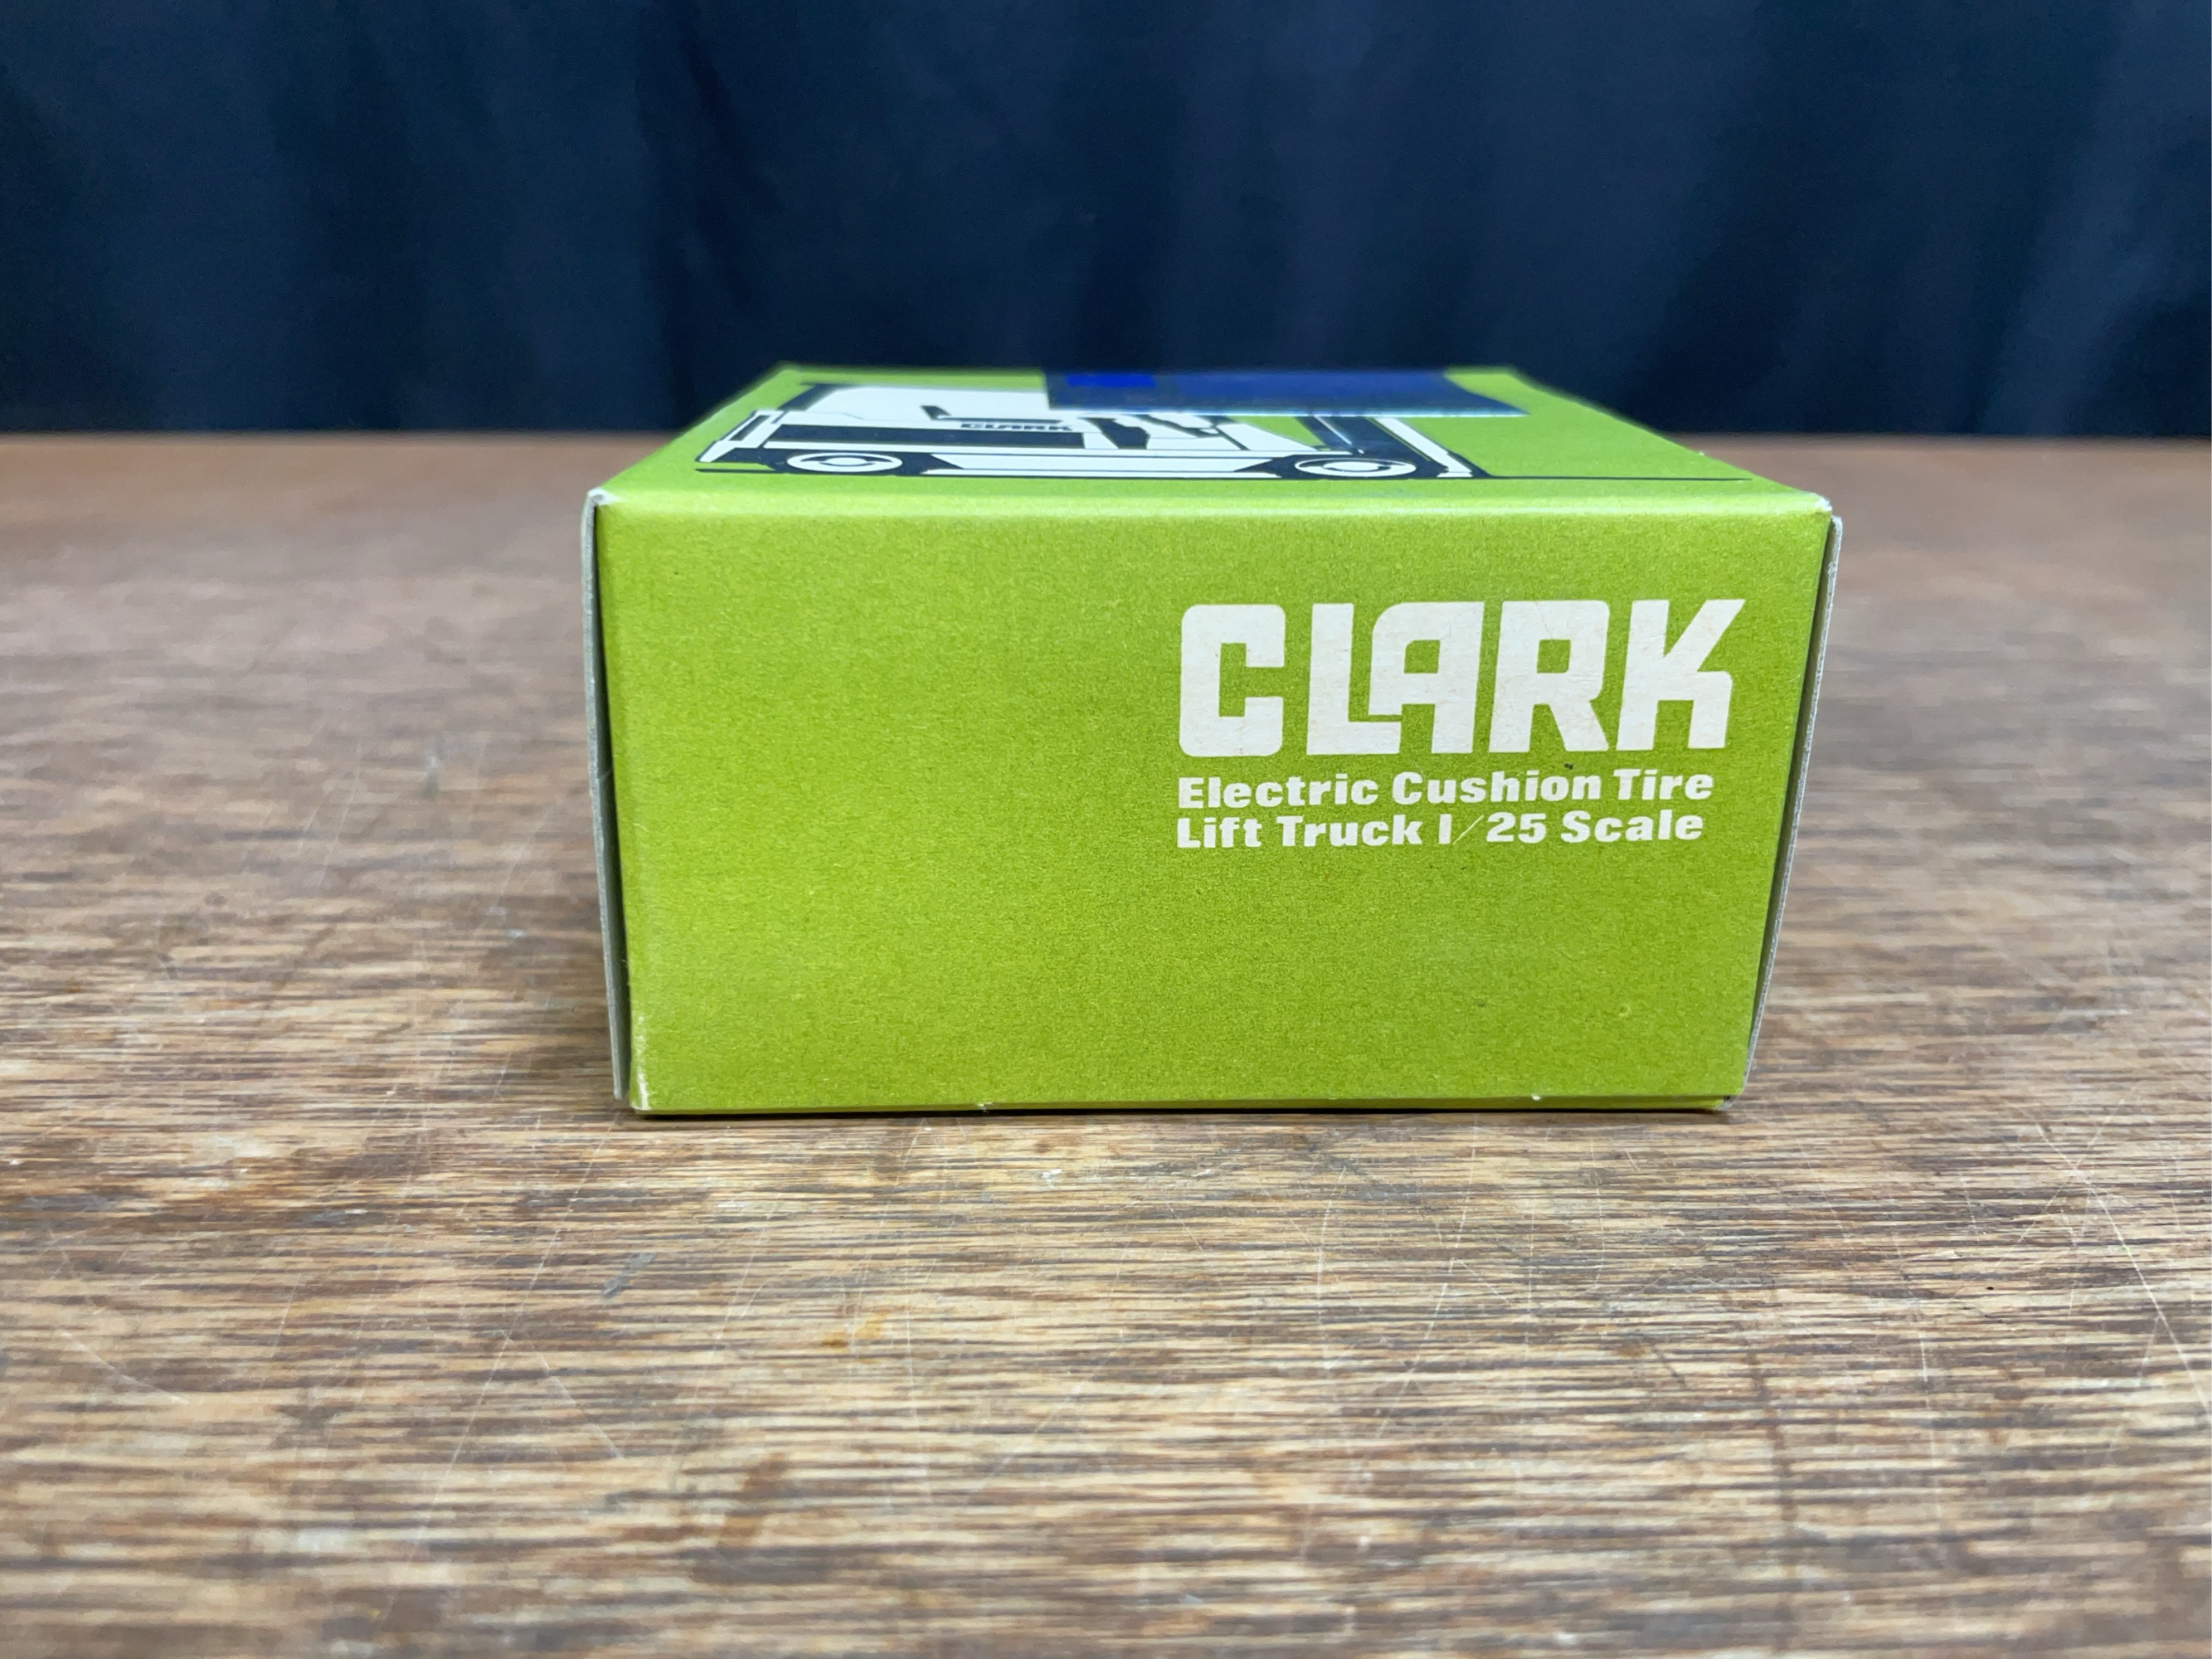 CLARK
CLARK
Electric Cushion Tire
Lift Truck 1/25 Scale